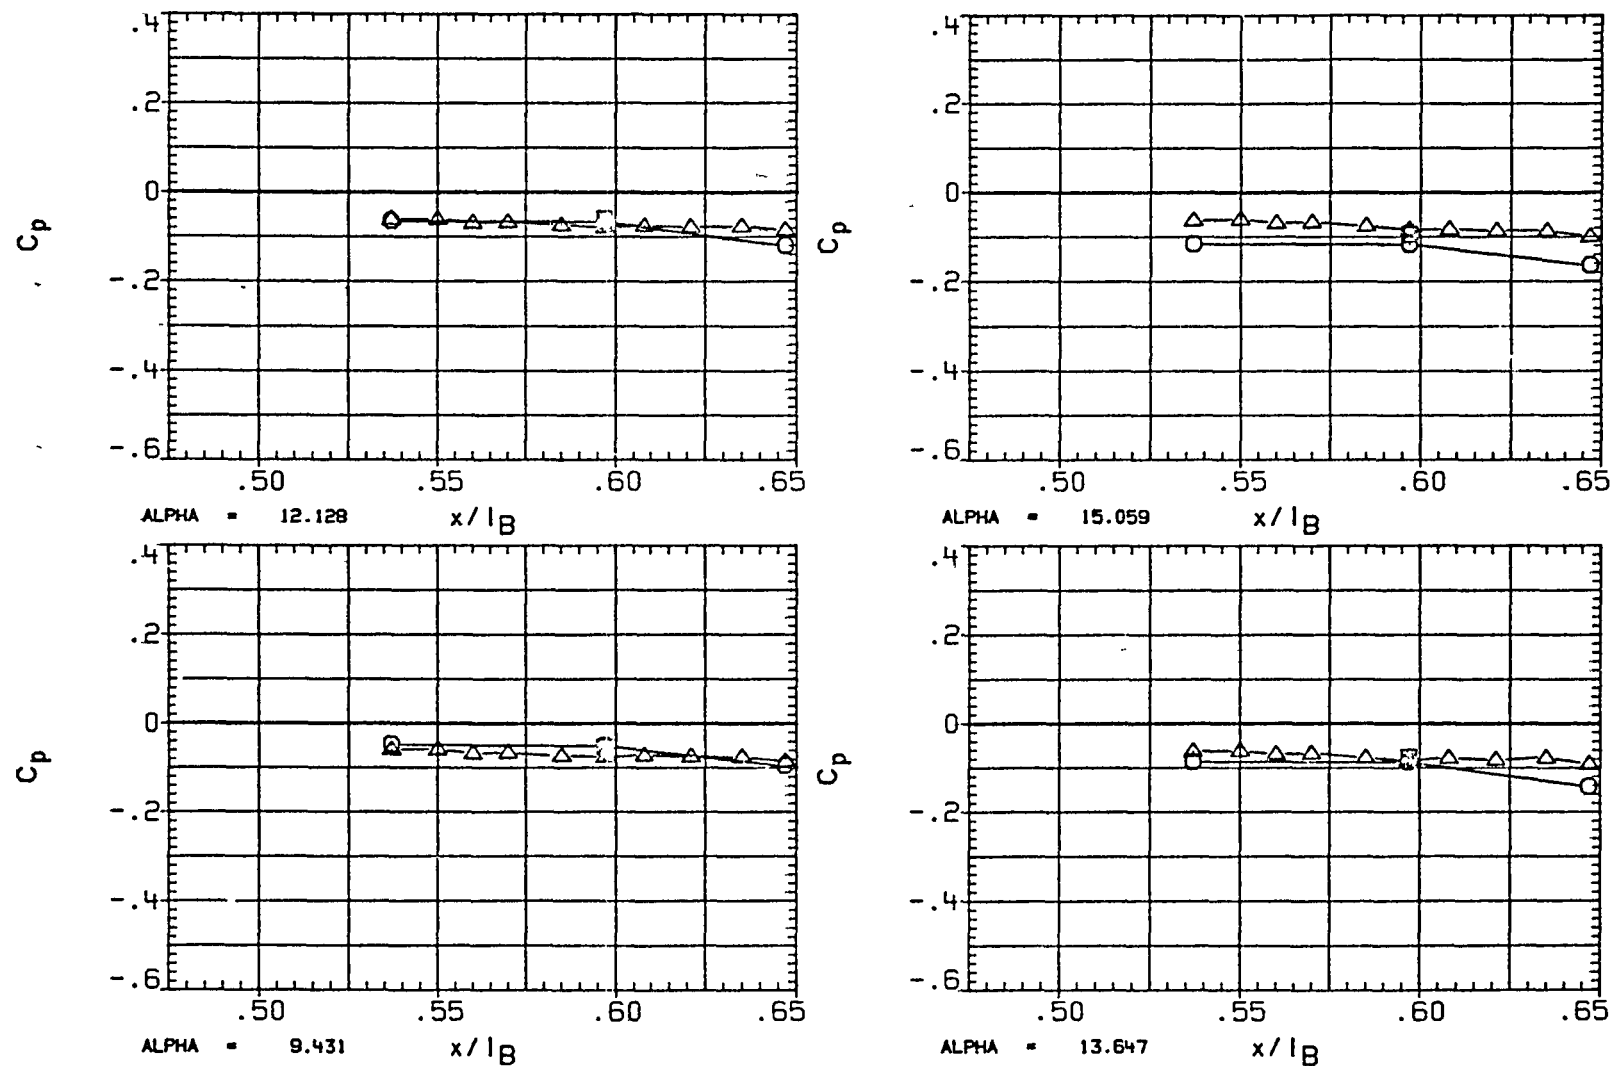 .4
.2
0
-.2
-.4
-.6
Cp
.50 .55 .60 .65
ALPHA = 12.128 x/lB
.4
.2
0
-.2
-.4
-.6
Cp
.50 .55 .60 .65
ALPHA = 15.059 x/lB
.4
.2
0
-.2
-.4
-.6
Cp
.50 .55 .60 .65
ALPHA = 9.431 x/lB
.4
.2
0
-.2
-.4
-.6
Cp
.50 .55 .60 .65
ALPHA = 13.647 x/lB